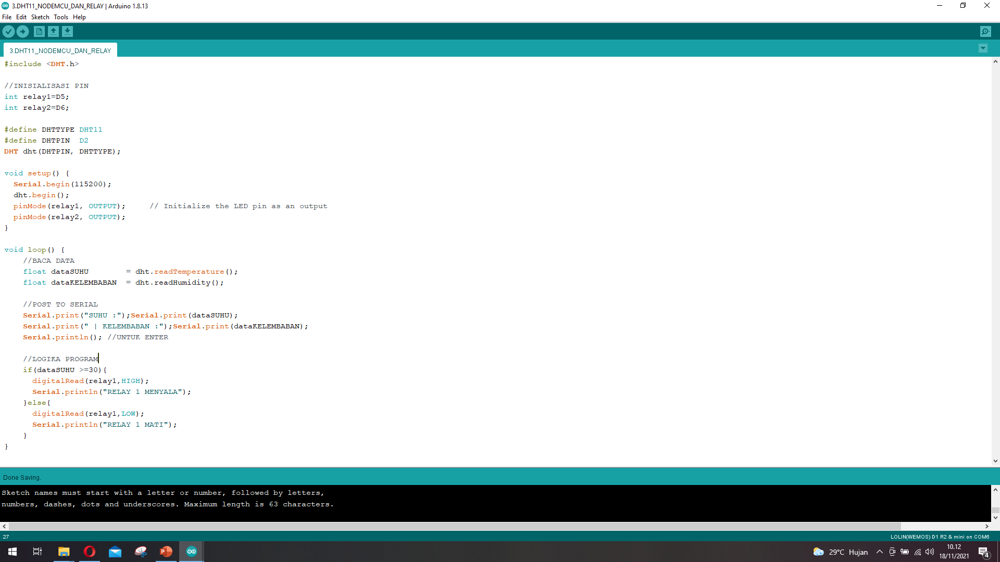 3.DHT11_NODEMCU_DAN_RELAY | Arduino 1.8.13
File Edit Sketch Tools Help
3.DHT11_NODEMCU_DAN_RELAY
#include <DHT.h>
//INISIALISASI PIN
int relay1=D5;
int relay2=D6;
#define DHTTYPE DHT11
#define DHTPIN  D2
DHT dht(DHTPIN, DHTTYPE);
void setup() {
  Serial.begin(115200);
  dht.begin();
  pinMode(relay1, OUTPUT);     // Initialize the LED pin as an output
  pinMode(relay2, OUTPUT);
}
void loop() {
    //BACA DATA
    float dataSUHU        = dht.readTemperature();
    float dataKELEMBABAN  = dht.readHumidity();
    //POST TO SERIAL
    Serial.print("SUHU :");Serial.print(dataSUHU);
    Serial.print(" | KELEMBABAN :");Serial.print(dataKELEMBABAN);
    Serial.println(); //UNTUK ENTER
    //LOGIKA PROGRAM
    if(dataSUHU >=30){
      digitalRead(relay1,HIGH);
      Serial.println("RELAY 1 MENYALA");
    }else{
      digitalRead(relay1,LOW);
      Serial.println("RELAY 1 MATI");
    }
}
Done Saving.
Sketch names must start with a letter or number, followed by letters,
numbers, dashes, dots and underscores. Maximum length is 63 characters.
27
LOLIN(WEMOS) D1 R2 & mini on COM6
29°C Hujan
10.12
18/11/2021
4